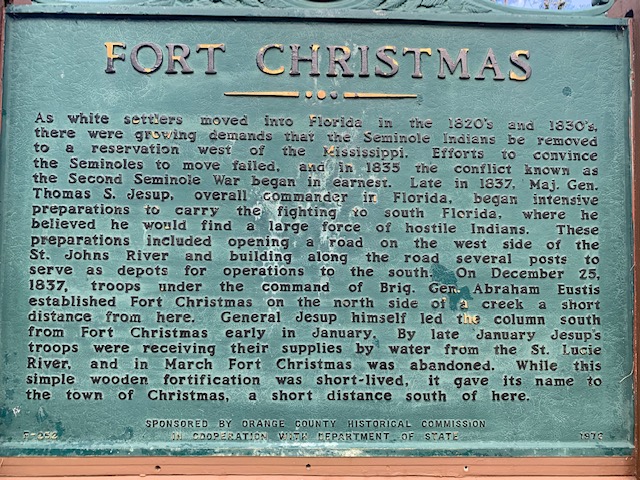 FORT CHRISTMAS
As white settlers moved into Florida in the 1820's and 1830's,
there were growing demands that the Seminole Indians be removed
to a reservation west of the Mississippi. Efforts to convince
the Seminoles to move failed, and in 1835 the conflict known as
the Second Seminole War began in earnest. Late in 1837, Maj. Gen.
Thomas S. Jesup, overall commander in Florida, began intensive
preparations to carry the fighting to south Florida, where he
believed he would find a large force of hostile Indians. These
preparations included opening a road on the west side of the
St. Johns River and building along the road several posts to
serve as depots for operations to the south. On December 25,
1837, troops under the command of Brig. Gen. Abraham Eustis
established Fort Christmas on the north side of a creek a short
distance from here. General Jesup himself led the column south
from Fort Christmas early in January. By late January Jesup's
troops were receiving their supplies by water from the St. Lucie
River, and in March Fort Christmas was abandoned. While this
simple wooden fortification was short-lived, it gave its name to
the town of Christmas, a short distance south of here.
SPONSORED BY ORANGE COUNTY HISTORICAL COMMISSION
IN COOPERATION WITH DEPARTMENT OF STATE